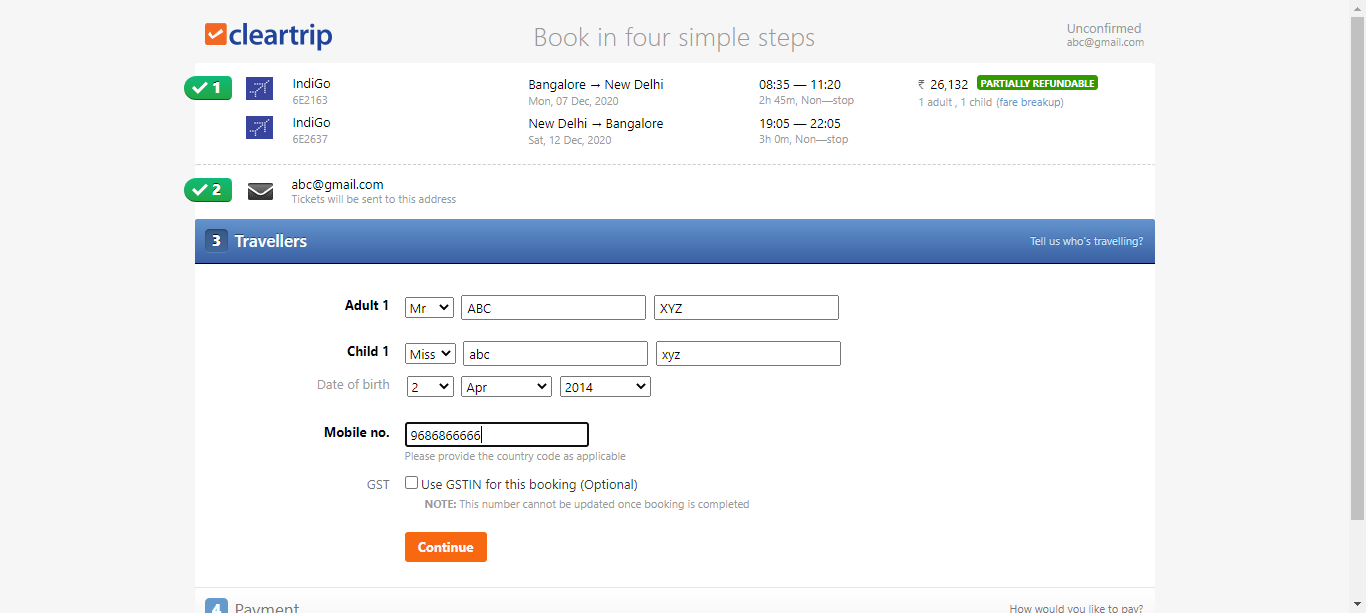 cleartrip
Book in four simple steps
Unconfirmed
abc@gmail.com
1
IndiGo
6E2163
Bangalore → New Delhi
Mon, 07 Dec, 2020
08:35 — 11:20
2h 45m, Non—stop
₹ 26,132 PARTIALLY REFUNDABLE
1 adult , 1 child (fare breakup)
IndiGo
6E2637
New Delhi → Bangalore
Sat, 12 Dec, 2020
19:05 — 22:05
3h 0m, Non—stop
2
abc@gmail.com
Tickets will be sent to this address
3 Travellers
Tell us who's travelling?
Adult 1 Mr ABC XYZ
Child 1 Miss abc xyz
Date of birth 2 Apr 2014
Mobile no. 9686866666
Please provide the country code as applicable
GST Use GSTIN for this booking (Optional)
NOTE: This number cannot be updated once booking is completed
Continue
4 Payment
How would you like to pay?